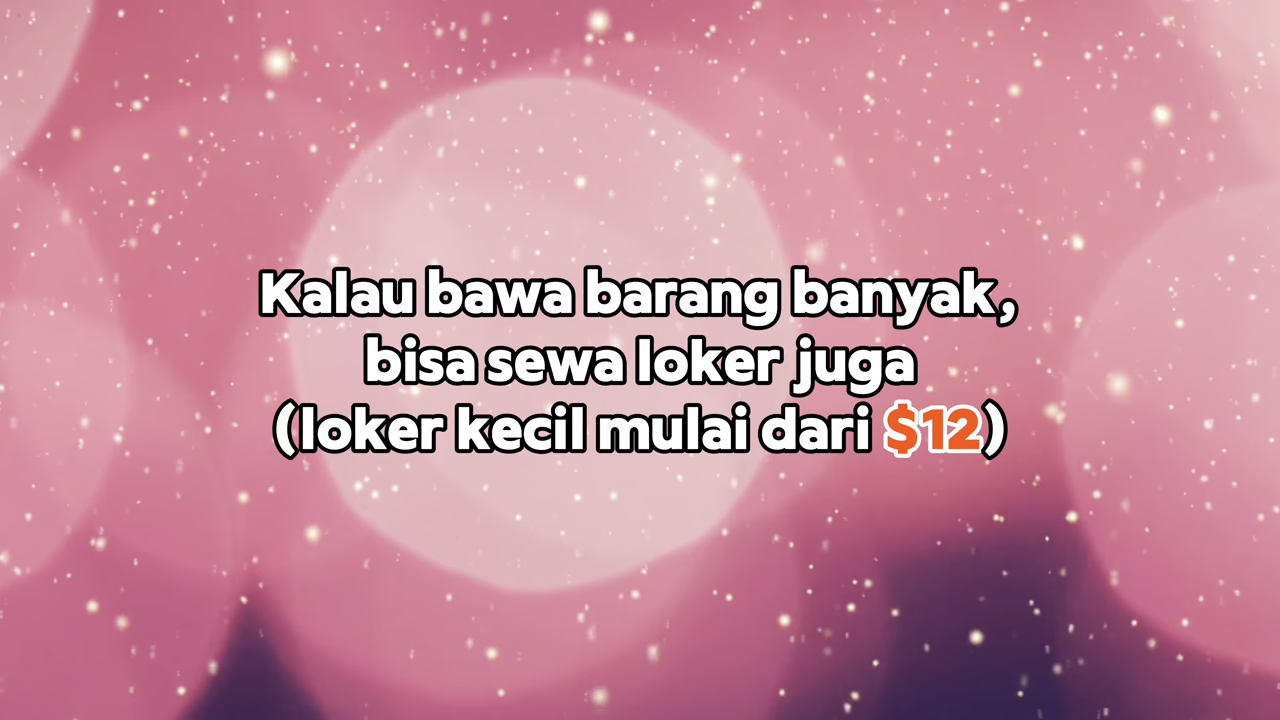 Kalau bawa barang banyak,
bisa sewa loker juga
(loker kecil mulai dari $12)